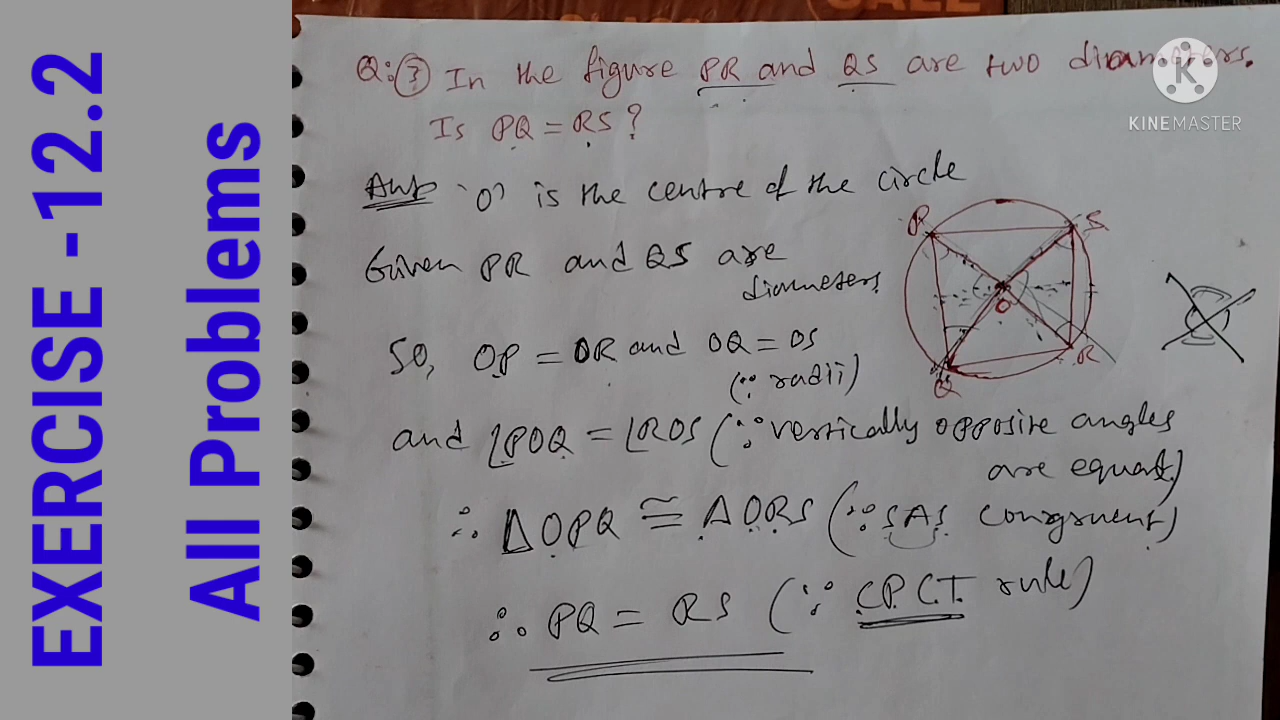 EXERCISE -12.2
All Problems
CALL
KINEMASTER
Q:③ In the figure PR and QS are two diameters.
Is PQ = RS?
Ans 'O' is the centre of the circle
Given PR and QS are
diameters
So, OP = OR and OQ = OS
(∵ radii)
and ∠POQ = ∠ROS (∵ vertically opposite angles
are equal)
∴ ΔOPQ ≅ ΔORS (∵ SAS congruent)
∴ PQ = RS (∵ C.P.C.T. rule)
P
S
O
Q
R